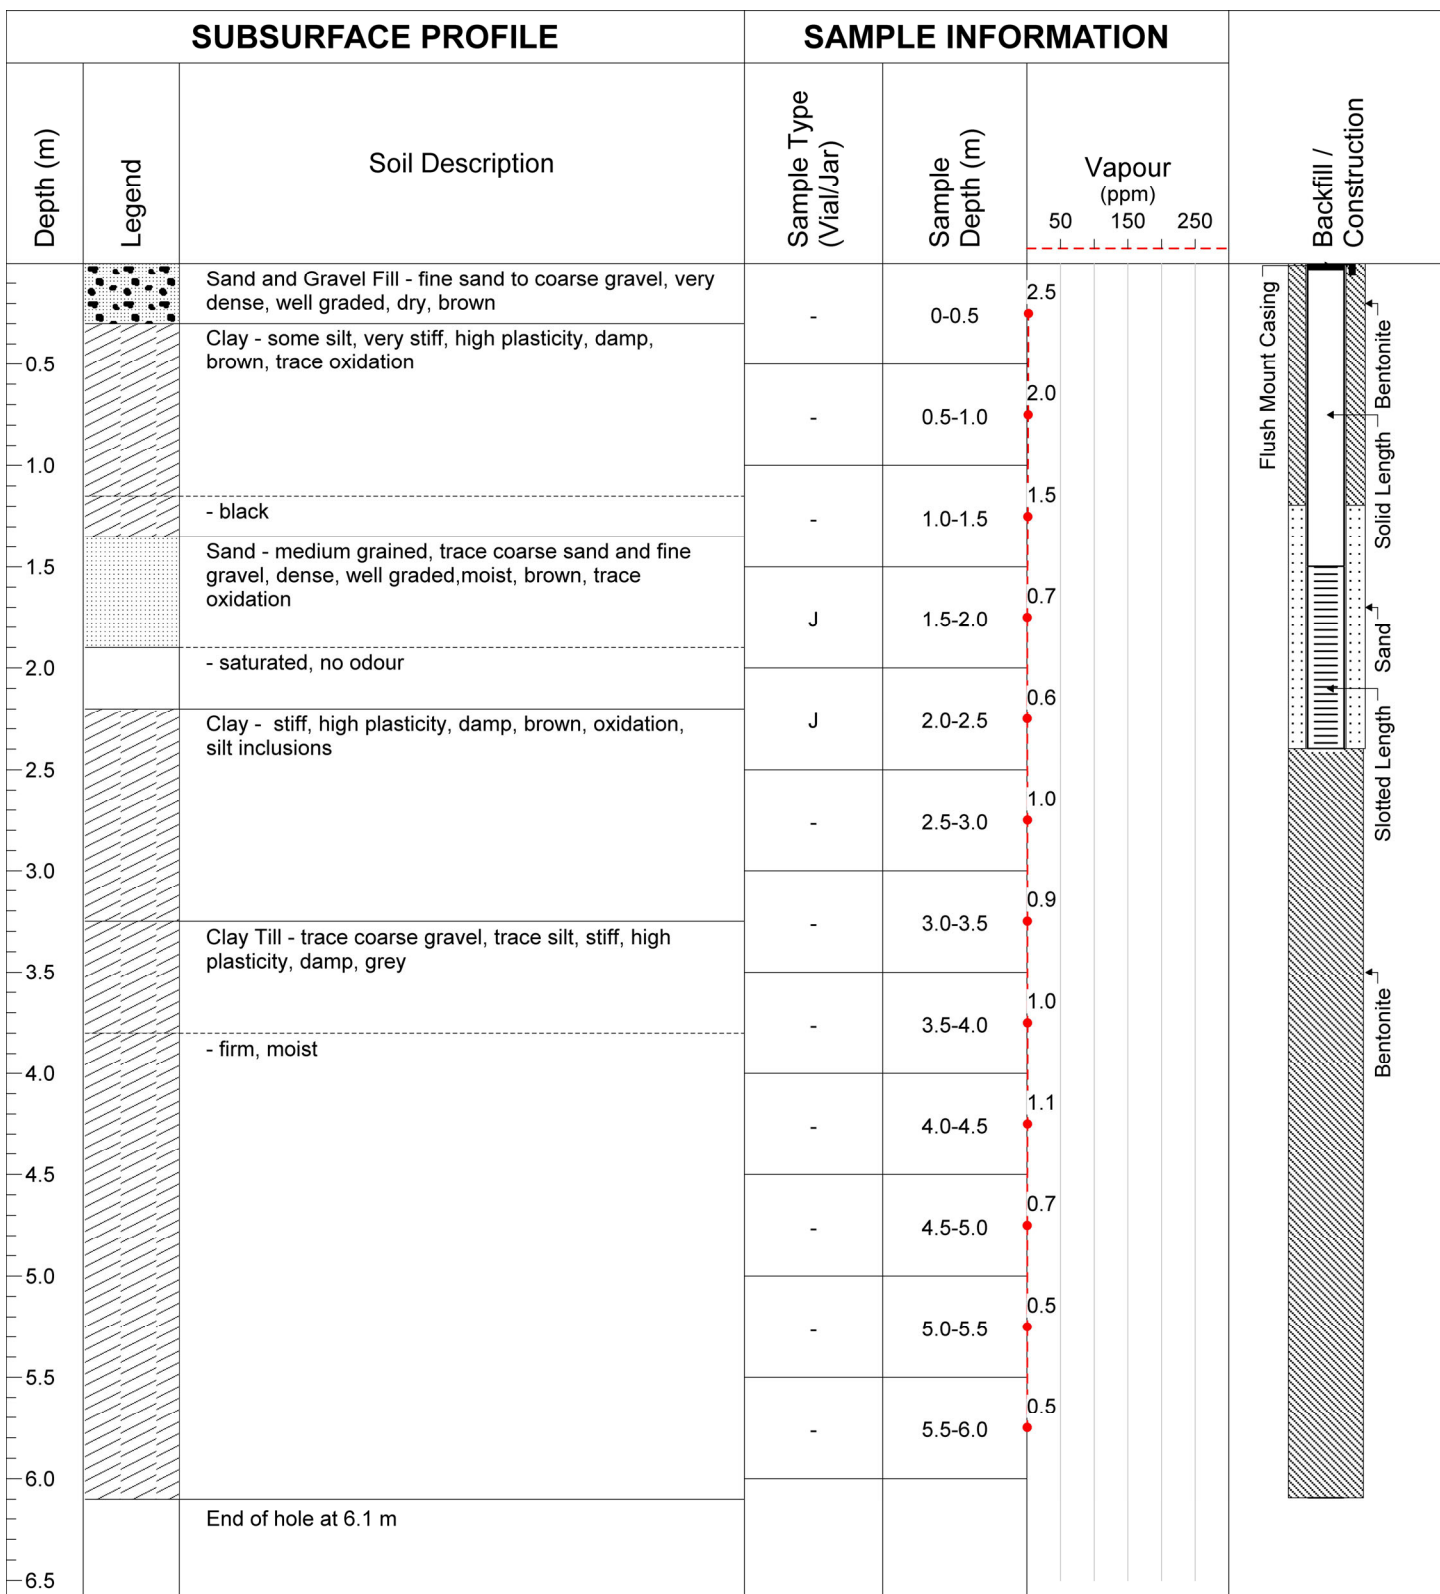 SUBSURFACE PROFILE
SAMPLE INFORMATION
Depth (m)
Legend
Soil Description
Sample Type
(Vial/Jar)
Sample
Depth (m)
Vapour
(ppm)
50 150 250
Backfill /
Construction
Sand and Gravel Fill - fine sand to coarse gravel, very
dense, well graded, dry, brown
- 0-0.5 2.5
Clay - some silt, very stiff, high plasticity, damp,
brown, trace oxidation
0.5
- 0.5-1.0 2.0
1.0
- black
- 1.0-1.5 1.5
Sand - medium grained, trace coarse sand and fine
gravel, dense, well graded,moist, brown, trace
oxidation
1.5
J 1.5-2.0 0.7
- saturated, no odour
2.0
J 2.0-2.5 0.6
Clay -  stiff, high plasticity, damp, brown, oxidation,
silt inclusions
2.5
- 2.5-3.0 1.0
3.0
- 3.0-3.5 0.9
Clay Till - trace coarse gravel, trace silt, stiff, high
plasticity, damp, grey
3.5
- 3.5-4.0 1.0
- firm, moist
4.0
- 4.0-4.5 1.1
4.5
- 4.5-5.0 0.7
5.0
- 5.0-5.5 0.5
5.5
- 5.5-6.0 0.5
6.0
End of hole at 6.1 m
6.5
Flush Mount Casing
Bentonite
Solid Length
Sand
Slotted Length
Bentonite